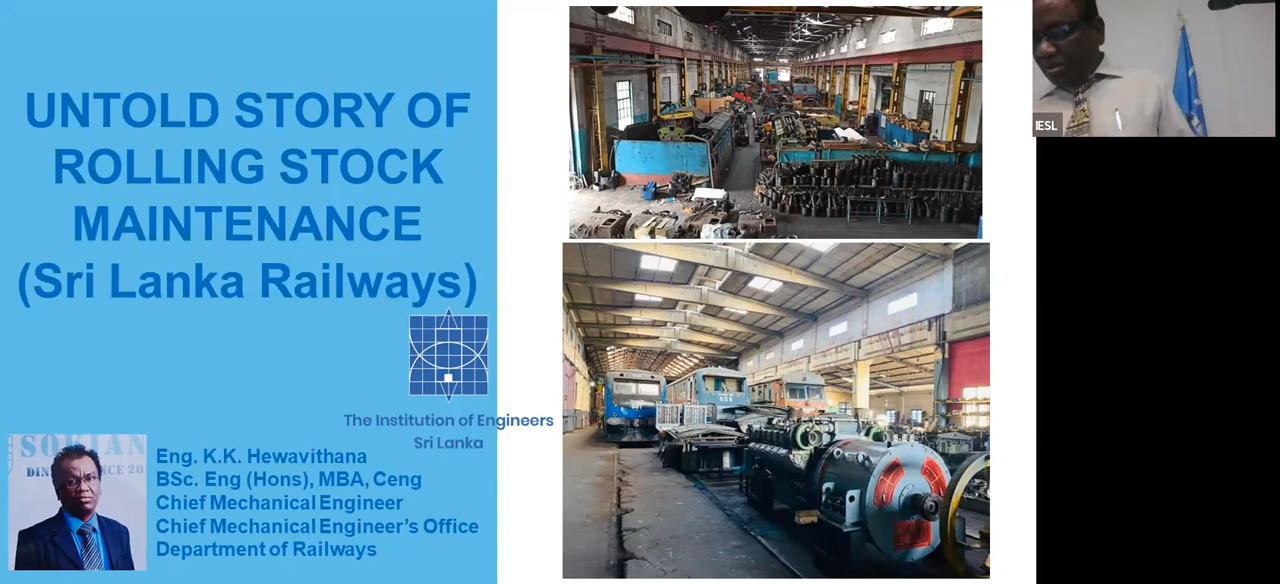 UNTOLD STORY OF
ROLLING STOCK
MAINTENANCE
(Sri Lanka Railways)
The Institution of Engineers
Sri Lanka
Eng. K.K. Hewavithana
BSc. Eng (Hons), MBA, Ceng
Chief Mechanical Engineer
Chief Mechanical Engineer's Office
Department of Railways
IESL